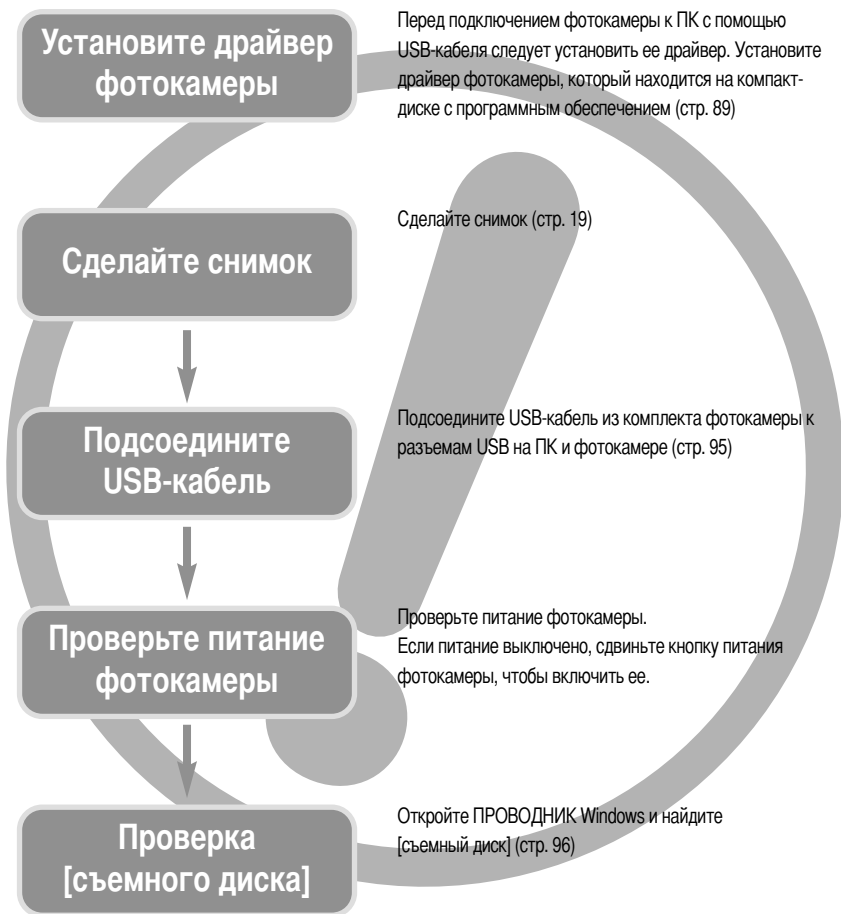 Установите драйвер
фотокамеры
Перед подключением фотокамеры к ПК с помощью
USB-кабеля следует установить ее драйвер. Установите
драйвер фотокамеры, который находится на компакт-
диске с программным обеспечением (стр. 89)
Сделайте снимок
Сделайте снимок (стр. 19)
Подсоедините
USB-кабель
Подсоедините USB-кабель из комплекта фотокамеры к
разъемам USB на ПК и фотокамере (стр. 95)
Проверьте питание
фотокамеры
Проверьте питание фотокамеры.
Если питание выключено, сдвиньте кнопку питания
фотокамеры, чтобы включить ее.
Проверка
[съемного диска]
Откройте ПРОВОДНИК Windows и найдите
[съемный диск] (стр. 96)